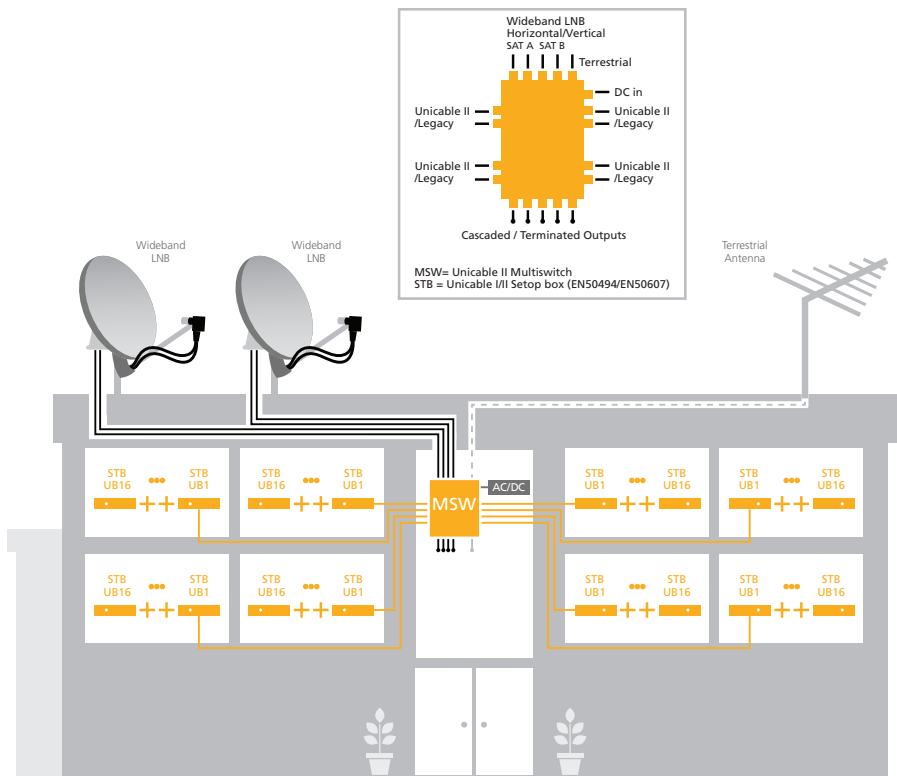 Wideband LNB
Horizontal/Vertical
SAT A SAT B
Terrestrial
DC in
Unicable II
/Legacy
Unicable II
/Legacy
Unicable II
/Legacy
Unicable II
/Legacy
Cascaded / Terminated Outputs
MSW= Unicable II Multiswitch
STB = Unicable I/II Setop box (EN50494/EN50607)
Wideband
LNB
Wideband
LNB
Terrestrial
Antenna
STB
UB16
STB
UB1
STB
UB16
STB
UB1
MSW
AC/DC
STB
UB1
STB
UB16
STB
UB1
STB
UB16
STB
UB16
STB
UB1
STB
UB16
STB
UB1
STB
UB1
STB
UB16
STB
UB1
STB
UB16